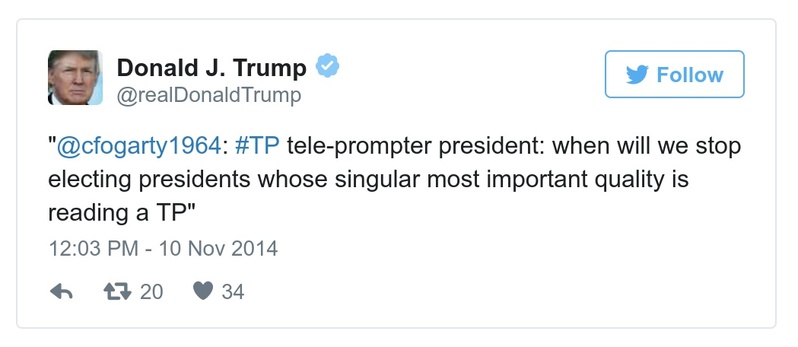 Donald J. Trump
Follow
@realDonaldTrump
"@cfogarty1964: #TP tele-prompter president: when will we stop
electing presidents whose singular most important quality is
reading a TP"
12:03 PM - 10 Nov 2014
20 34